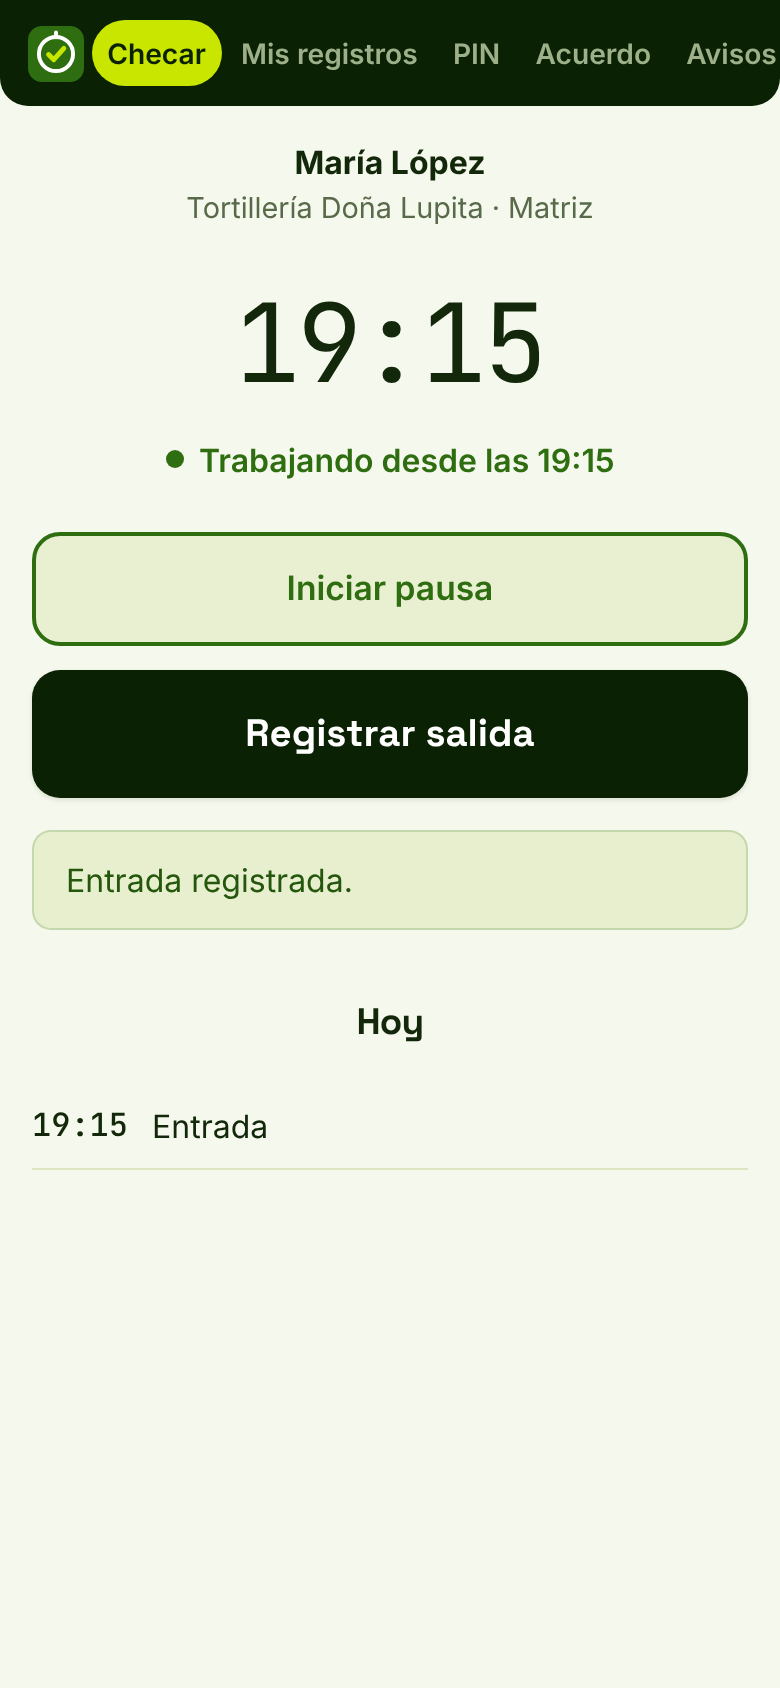 Checar Mis registros PIN Acuerdo Avisos
María López
Tortillería Doña Lupita · Matriz
19:15
Trabajando desde las 19:15
Iniciar pausa
Registrar salida
Entrada registrada.
Hoy
19:15 Entrada